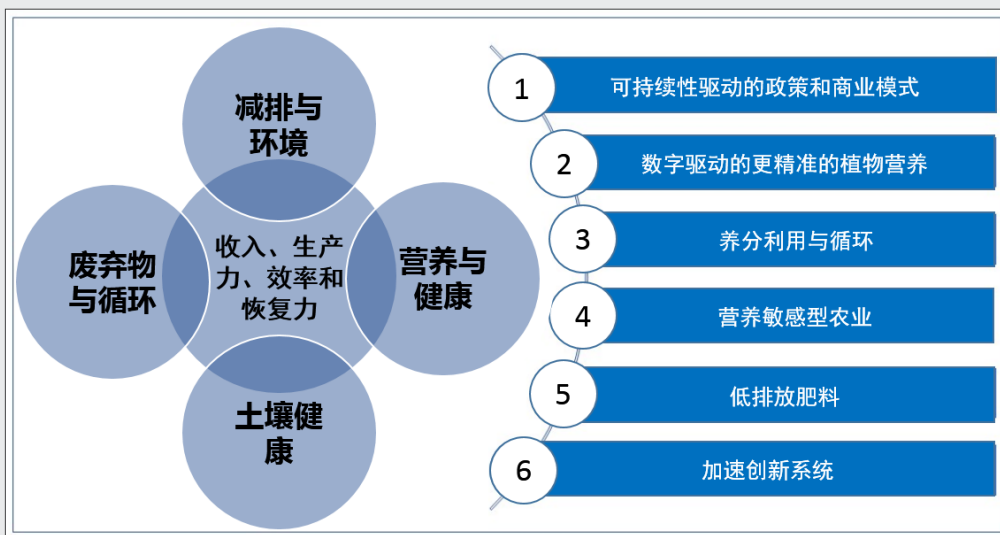 减排与
环境
废弃物
与循环
收入、生产
力、效率和
恢复力
营养与
健康
土壤健
康
1
可持续性驱动的政策和商业模式
2
数字驱动的更精准的植物营养
3
养分利用与循环
4
营养敏感型农业
5
低排放肥料
6
加速创新系统